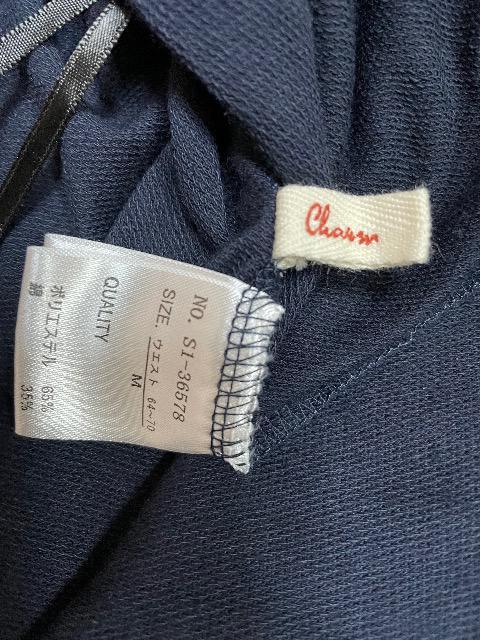 Charm
NO. S1-36578
SIZE. ウエスト 64~70
M
QUALITY
ポリエステル 65%
綿 35%